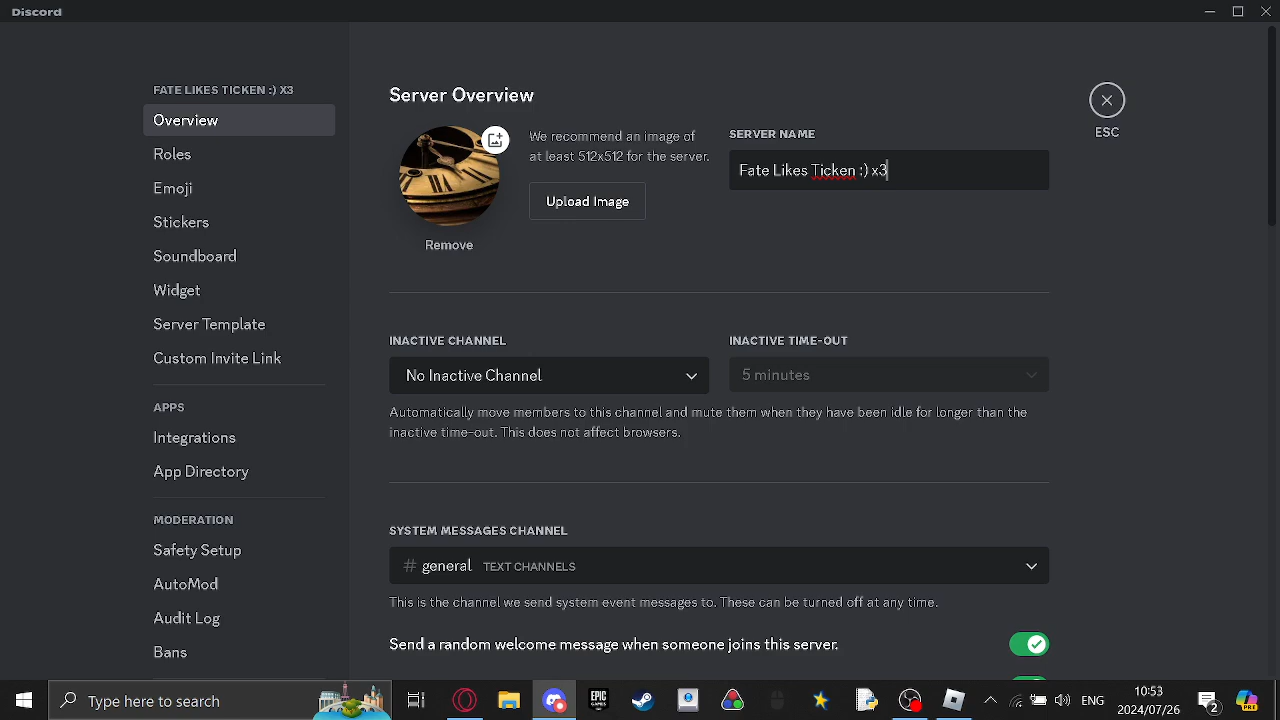 Discord
FATE LIKES TICKEN :) X3
Overview
Roles
Emoji
Stickers
Soundboard
Widget
Server Template
Custom Invite Link
APPS
Integrations
App Directory
MODERATION
Safety Setup
AutoMod
Audit Log
Bans
Server Overview
We recommend an image of
at least 512x512 for the server.
Upload Image
Remove
SERVER NAME
Fate Likes Ticken :) x3
ESC
INACTIVE CHANNEL
No Inactive Channel
INACTIVE TIME-OUT
5 minutes
Automatically move members to this channel and mute them when they have been idle for longer than the
inactive time-out. This does not affect browsers.
SYSTEM MESSAGES CHANNEL
# general TEXT CHANNELS
This is the channel we send system event messages to. These can be turned off at any time.
Send a random welcome message when someone joins this server.
Type here to search
EPIC
GAMES
ENG
10:53
2024/07/26
2
PRE